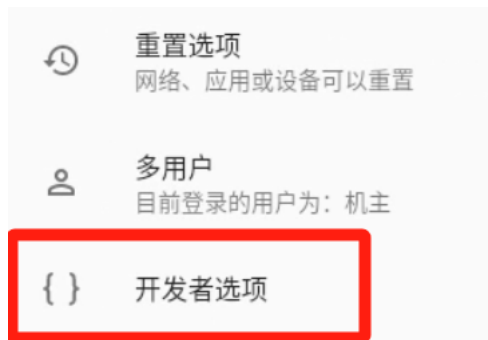 重置选项
网络、应用或设备可以重置
多用户
目前登录的用户为：机主
{ } 开发者选项